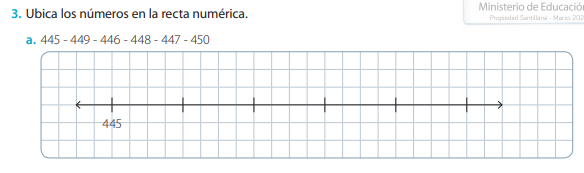 Ministerio de Educación
Propiedad Santillana - Marzo 202
3. Ubica los números en la recta numérica.
a. 445 - 449 - 446 - 448 - 447 - 450
445